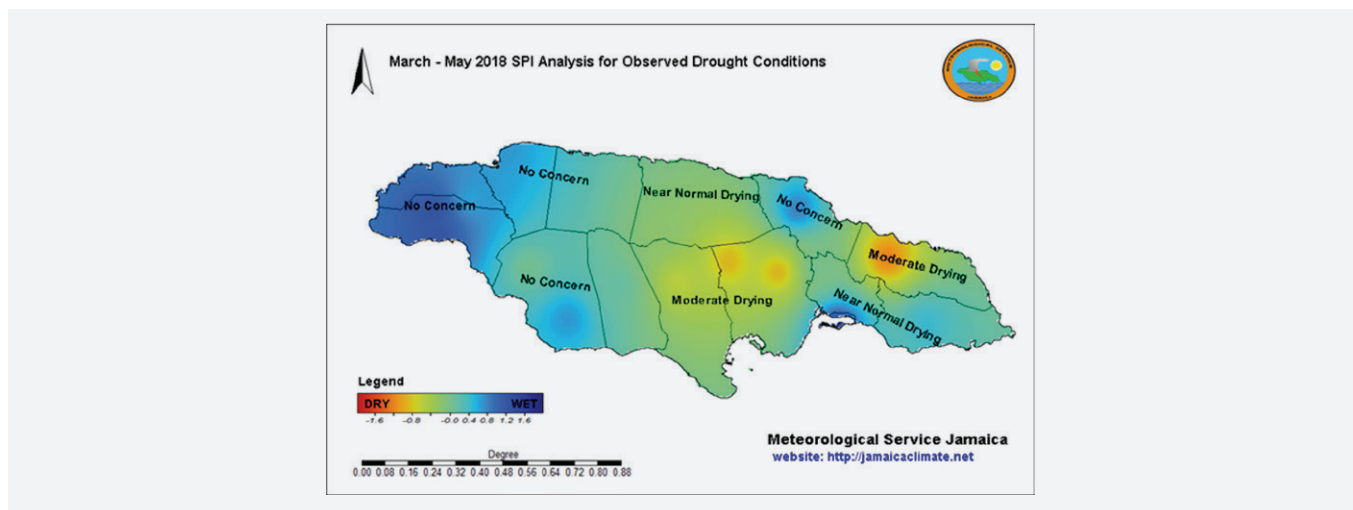 March - May 2018 SPI Analysis for Observed Drought Conditions
METEOROLOGICAL SERVICE
JAMAICA
No Concern
No Concern
Near Normal Drying
No Concern
Moderate Drying
No Concern
Moderate Drying
Near Normal Drying
Legend
DRY WET
-1.6 -0.8 -0.0 0.4 0.8 1.2 1.6
Degree
0.00 0.08 0.16 0.24 0.32 0.40 0.48 0.56 0.64 0.72 0.80 0.88
Meteorological Service Jamaica
website: http://jamaicaclimate.net